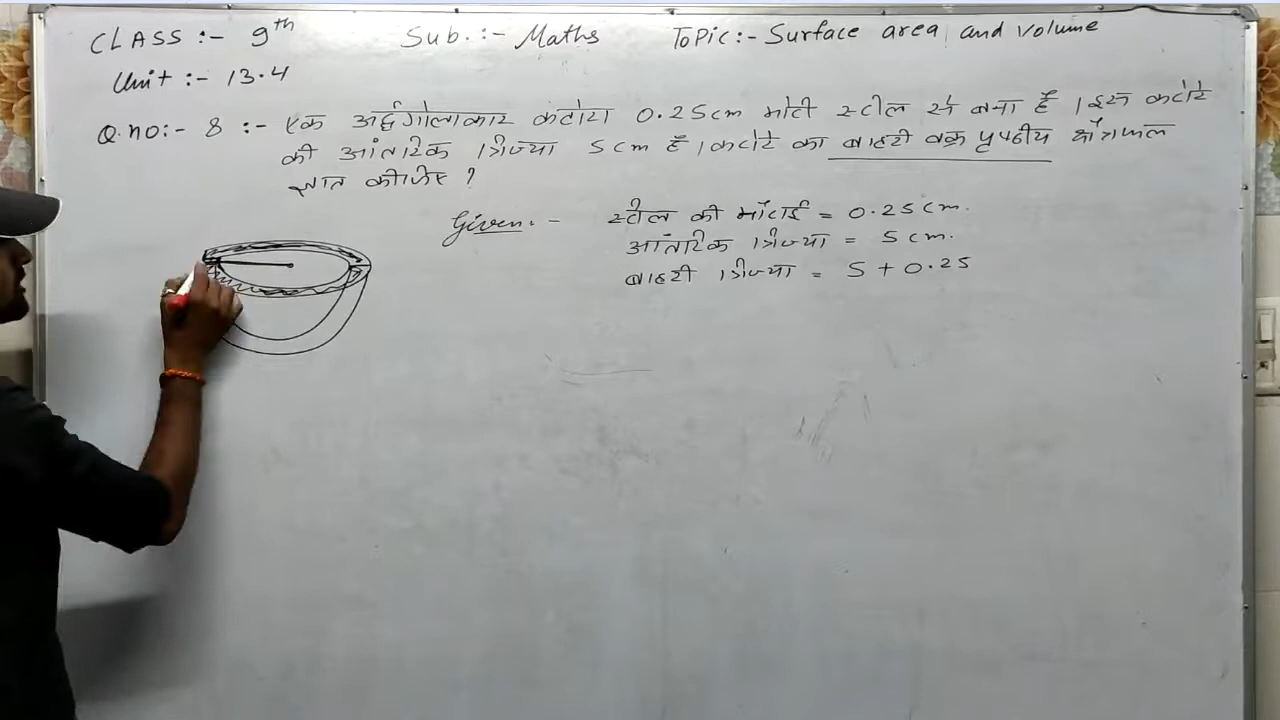 CLASS :- 9th Sub. :- Maths Topic:- Surface area and volume
Unit :- 13.4
Q.no:- 8 :- एक अर्द्धगोलाकार कटोरा 0.25cm मोटी स्टील से बना है । इस कटोरे
की आंतरिक त्रिज्या 5cm है । कटोरे का बाहरी वक्र पृष्ठीय क्षेत्रफल
ज्ञात कीजिए ?
Given:- स्टील की मोटाई = 0.25cm.
आंतरिक त्रिज्या = 5cm.
बाहरी त्रिज्या = 5 + 0.25